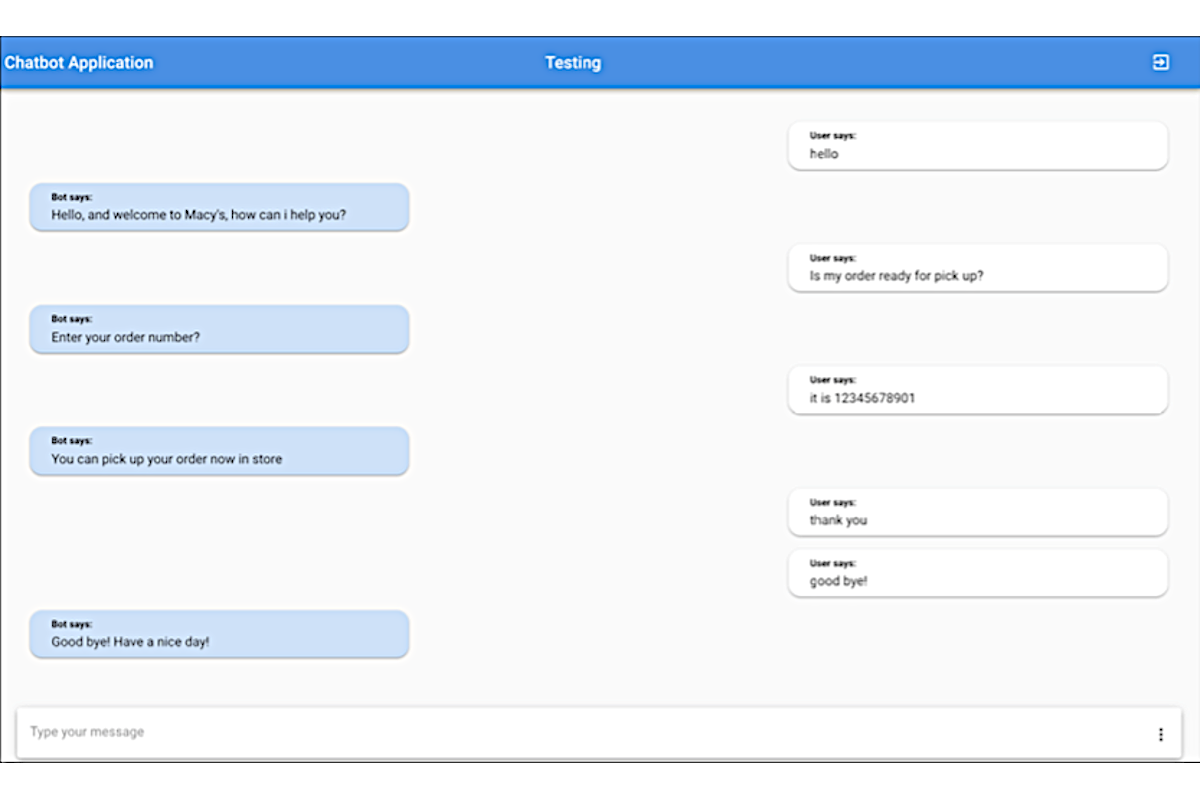 Chatbot Application
Testing
User says:
hello
Bot says:
Hello, and welcome to Macy's, how can i help you?
User says:
Is my order ready for pick up?
Bot says:
Enter your order number?
User says:
it is 12345678901
Bot says:
You can pick up your order now in store
User says:
thank you
User says:
good bye!
Bot says:
Good bye! Have a nice day!
Type your message